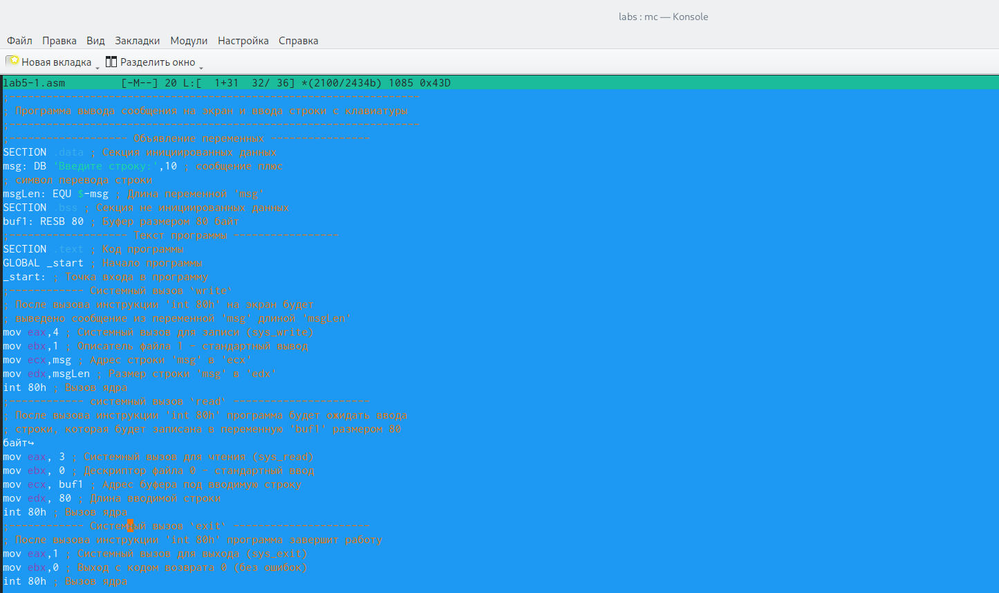 labs : mc — Konsole
Файл Правка Вид Закладки Модули Настройка Справка
Новая вкладка Разделить окно
lab5-1.asm [-M--] 20 L:[ 1+31 32/ 36] *(2100/2434b) 1085 0x43D
;------------------------------------------------------------------
; Программа вывода сообщения на экран и ввода строки с клавиатуры
;------------------------------------------------------------------
;------------------- Объявление переменных ----------------
SECTION .data ; Секция инициированных данных
msg: DB 'Введите строку:',10 ; сообщение плюс
; символ перевода строки
msgLen: EQU $-msg ; Длина переменной 'msg'
SECTION .bss ; Секция не инициированных данных
buf1: RESB 80 ; Буфер размером 80 байт
;------------------- Текст программы -----------------
SECTION .text ; Код программы
GLOBAL _start ; Начало программы
_start: ; Точка входа в программу
;------------ Системный вызов `write`
; После вызова инструкции 'int 80h' на экран будет
; выведено сообщение из переменной 'msg' длиной 'msgLen'
mov eax,4 ; Системный вызов для записи (sys_write)
mov ebx,1 ; Описатель файла 1 - стандартный вывод
mov ecx,msg ; Адрес строки 'msg' в 'ecx'
mov edx,msgLen ; Размер строки 'msg' в 'edx'
int 80h ; Вызов ядра
;------------ системный вызов `read` ----------------------
; После вызова инструкции 'int 80h' программа будет ожидать ввода
; строки, которая будет записана в переменную 'buf1' размером 80
байт↪
mov eax, 3 ; Системный вызов для чтения (sys_read)
mov ebx, 0 ; Дескриптор файла 0 - стандартный ввод
mov ecx, buf1 ; Адрес буфера под вводимую строку
mov edx, 80 ; Длина вводимой строки
int 80h ; Вызов ядра
;------------ Системный вызов `exit` ----------------------
; После вызова инструкции 'int 80h' программа завершит работу
mov eax,1 ; Системный вызов для выхода (sys_exit)
mov ebx,0 ; Выход с кодом возврата 0 (без ошибок)
int 80h ; Вызов ядра